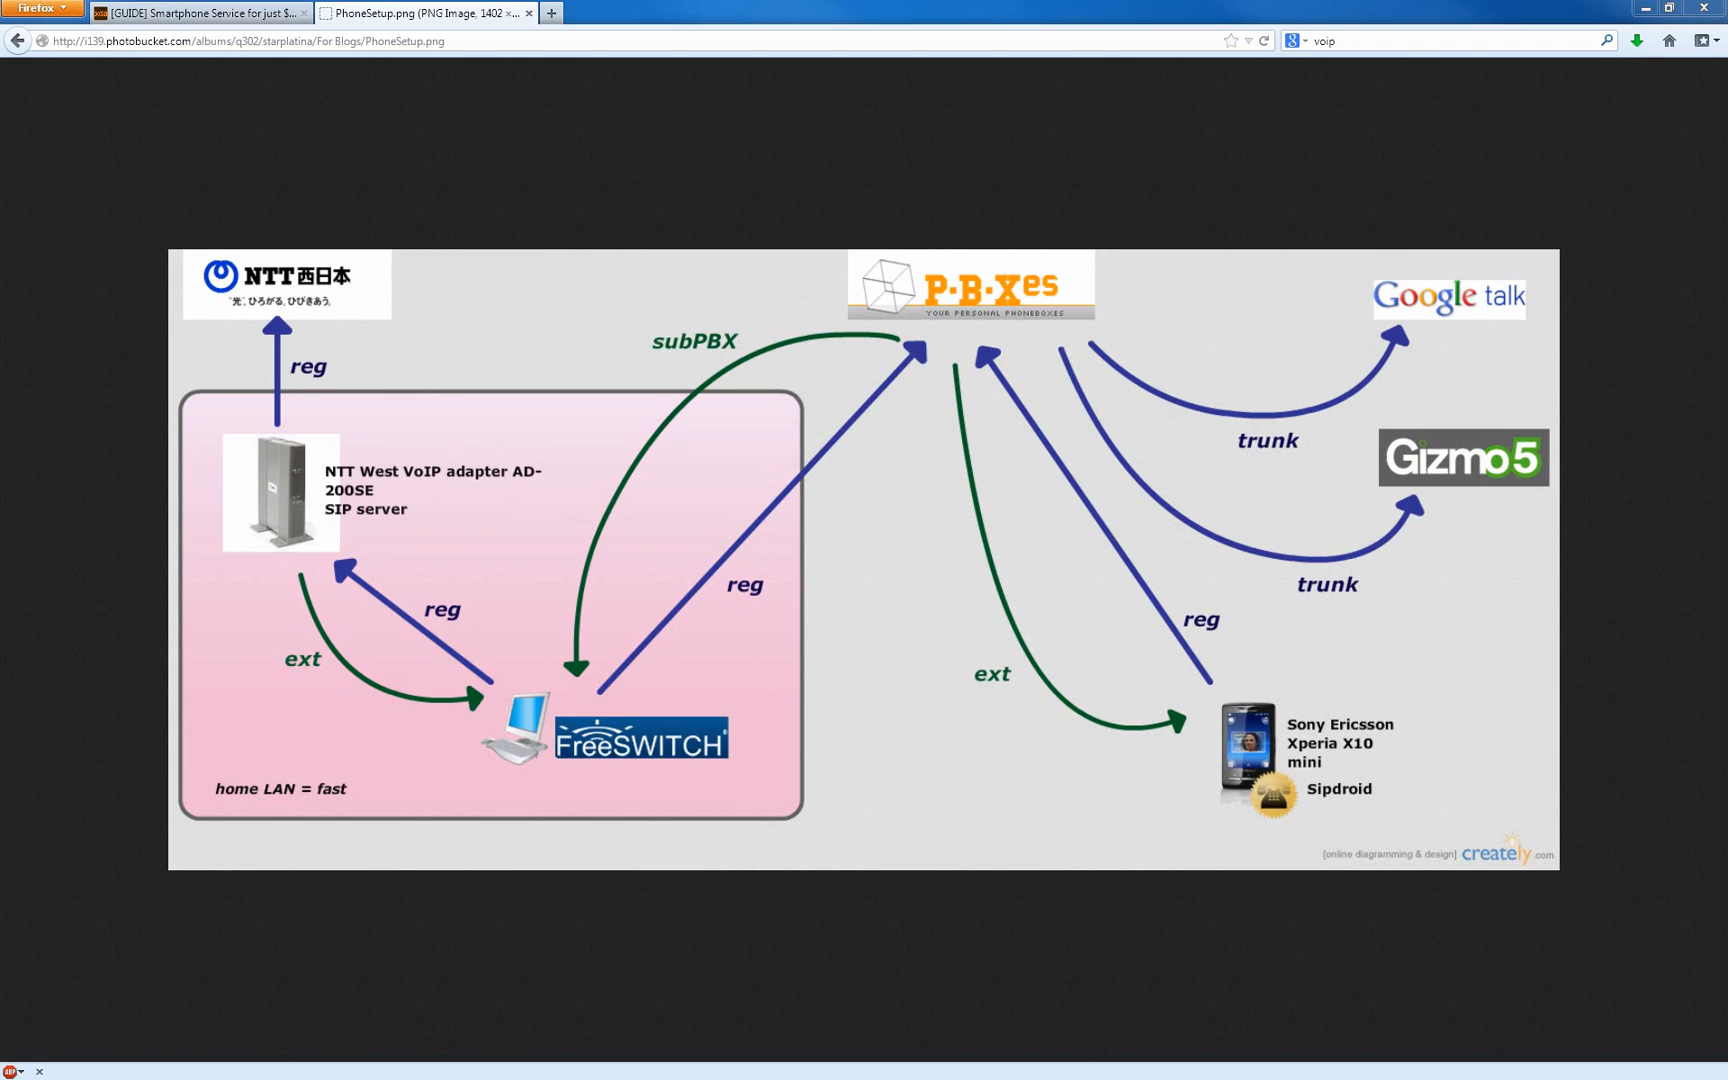 Firefox
[GUIDE] Smartphone Service for just $...
PhoneSetup.png (PNG Image, 1402 ×...
http://i139.photobucket.com/albums/q302/starplatina/For Blogs/PhoneSetup.png
8
voip
NTT西日本
"光", ひろがる、ひびきあう。
P·B·Xes
YOUR PERSONAL PHONEBOXES
Google talk
subPBX
reg
trunk
Gizmo5
NTT West VoIP adapter AD-
200SE
SIP server
reg
trunk
reg
reg
ext
ext
FreeSWITCH
Sony Ericsson
Xperia X10
mini
Sipdroid
home LAN = fast
[online diagramming & design] creately.com
ABP